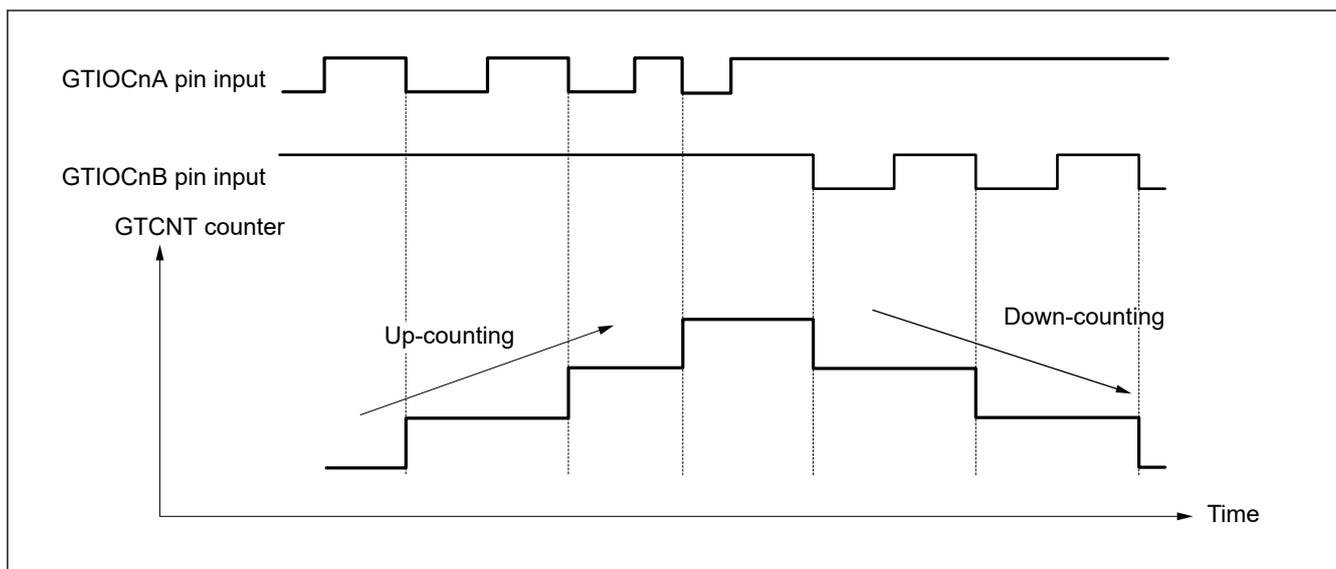 GTIOCnA pin input
GTIOCnB pin input
GTCNT counter
Up-counting
Down-counting
Time